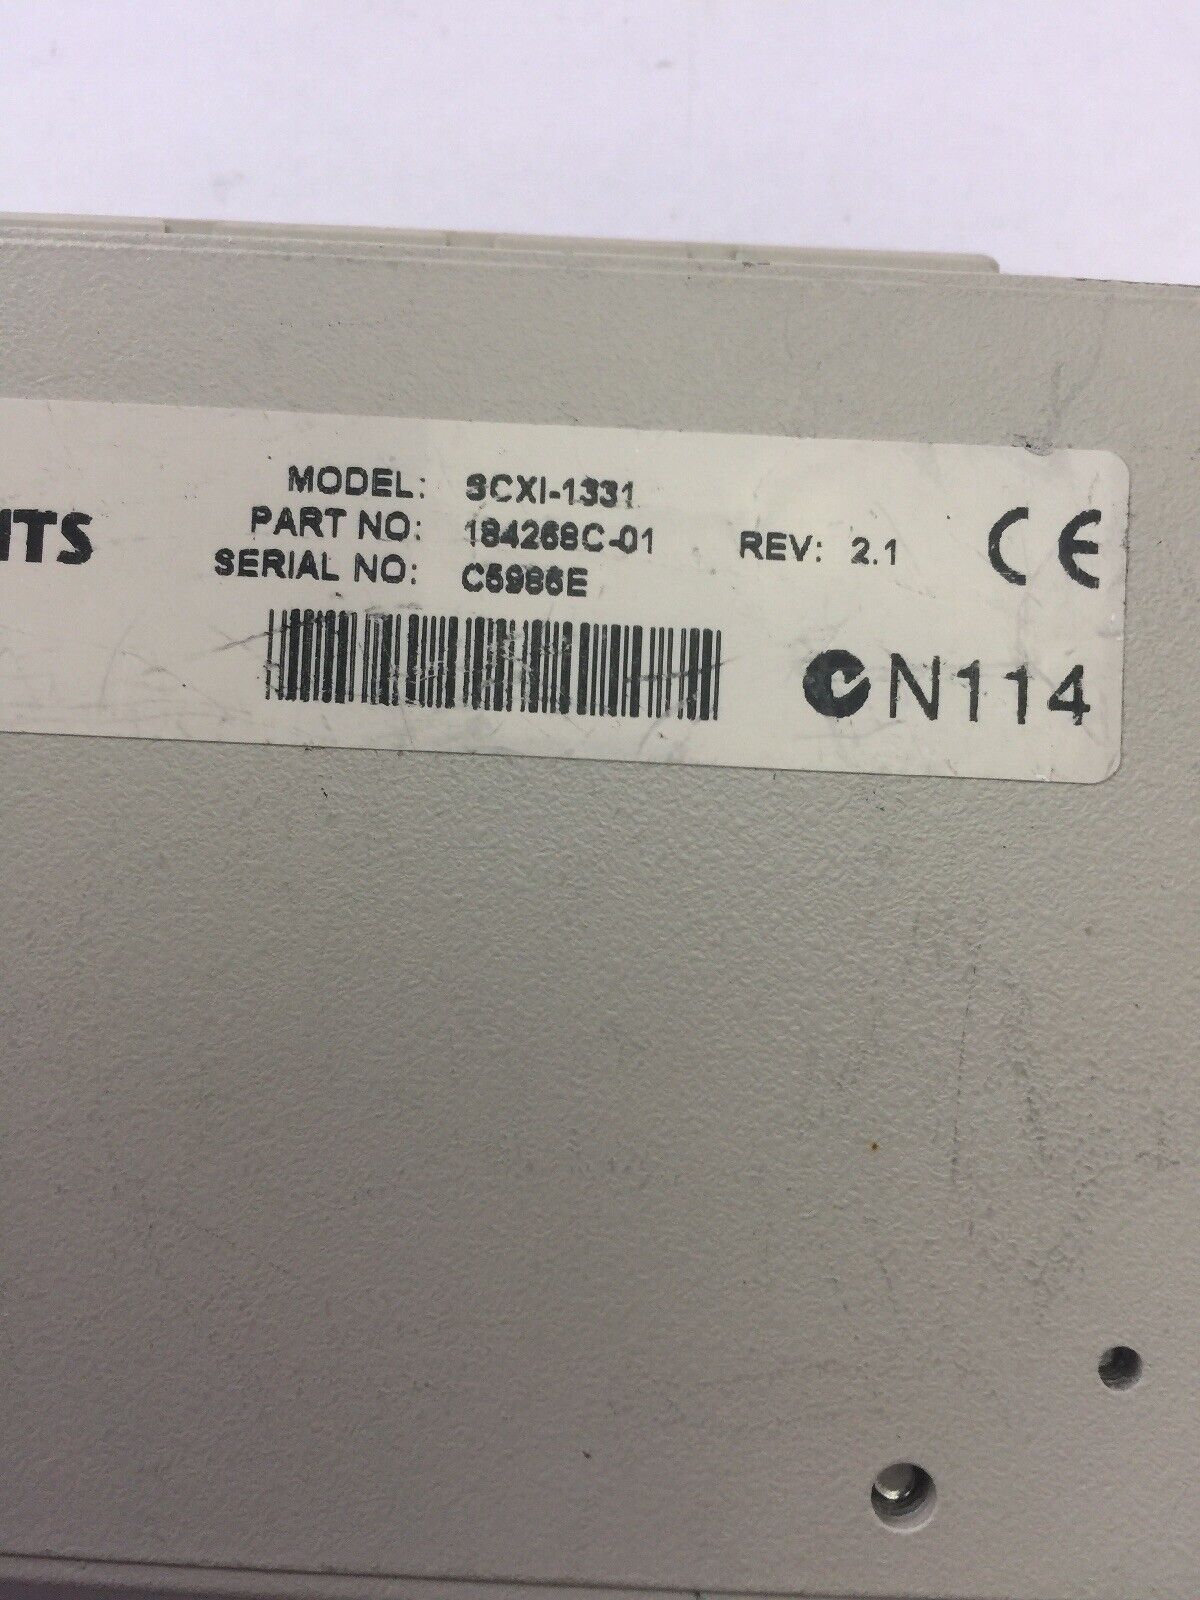 NTS
MODEL: SCXI-1331
PART NO: 184268C-01 REV: 2.1
SERIAL NO: C5986E
CE
N114